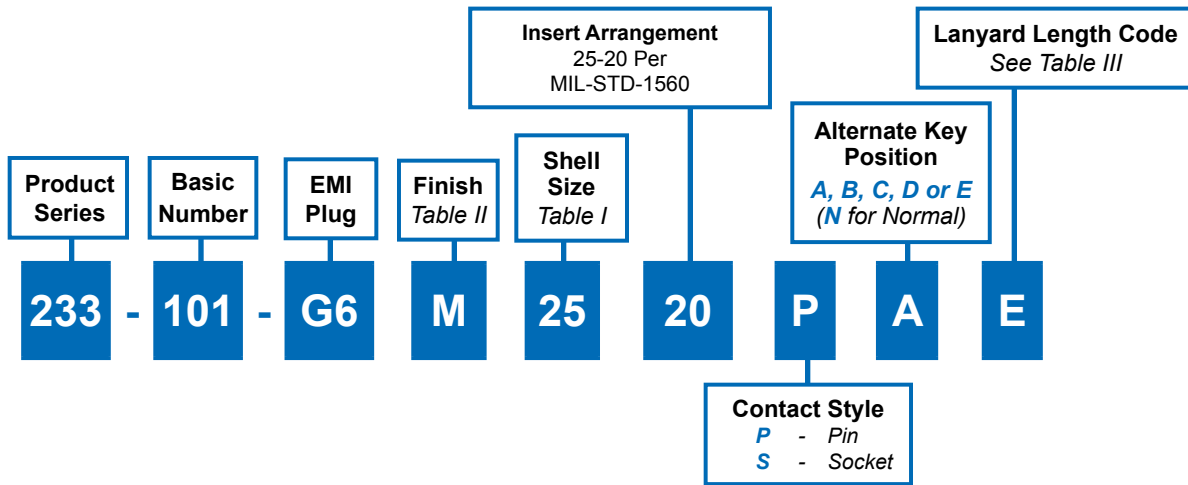 Insert Arrangement
25-20 Per
MIL-STD-1560
Lanyard Length Code
See Table III
Product
Series
Basic
Number
EMI
Plug
Finish
Table II
Shell
Size
Table I
Alternate Key
Position
A, B, C, D or E
(N for Normal)
233 - 101 - G6 M 25 20 P A E
Contact Style
P - Pin
S - Socket